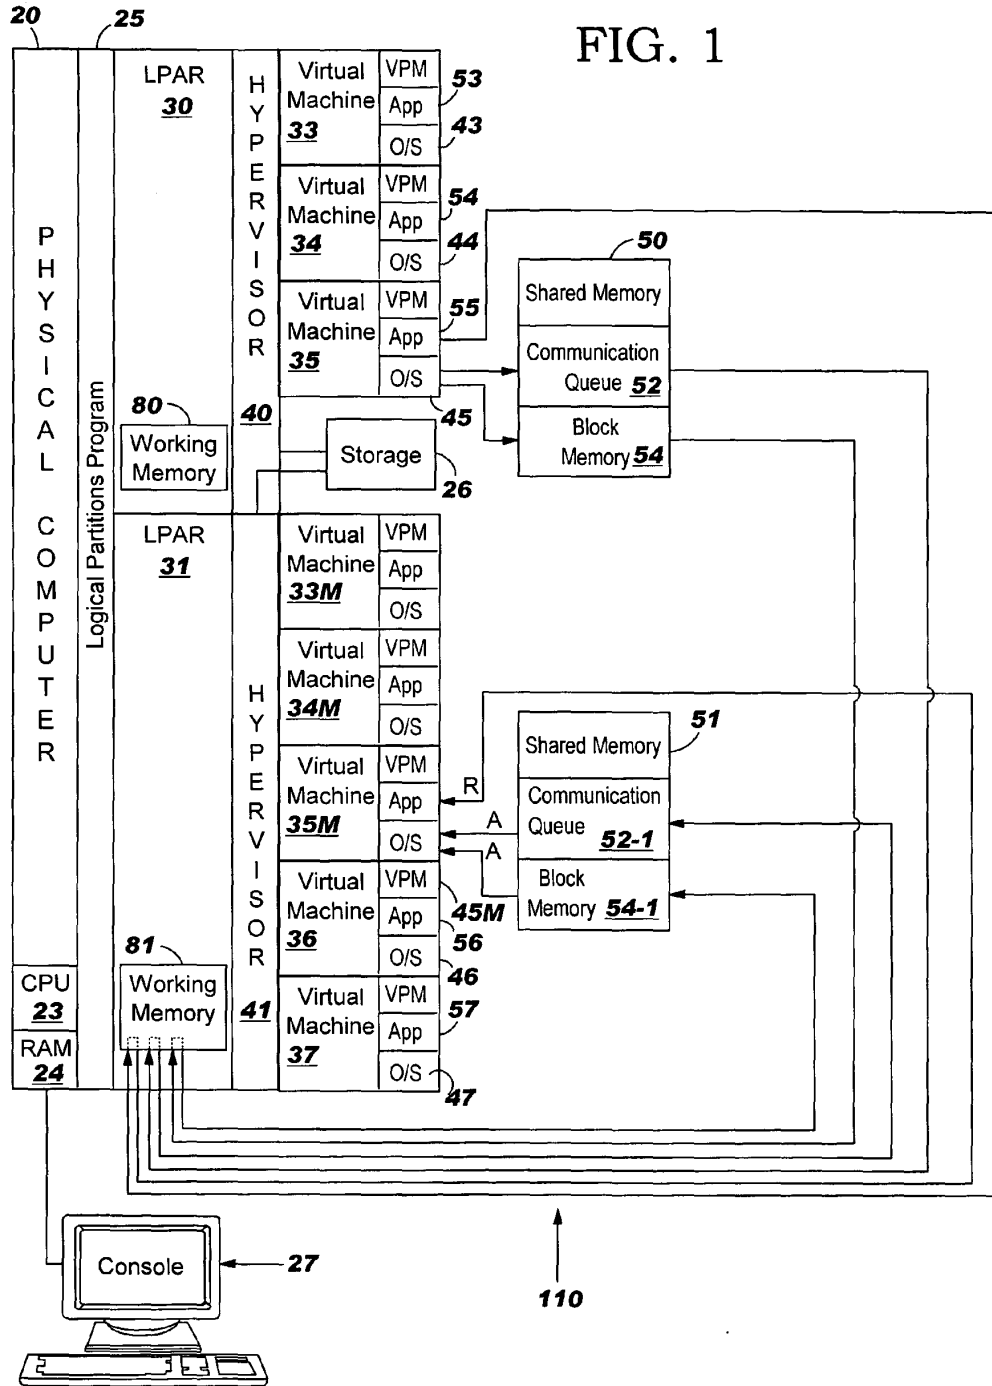 FIG. 1
20
25
PHYSICAL COMPUTER
CPU
23
RAM
24
Logical Partitions Program
LPAR
30
80
Working
Memory
HYPERVISOR
40
Virtual
Machine
33
VPM
App
O/S
53
43
Virtual
Machine
34
VPM
App
O/S
54
44
Virtual
Machine
35
VPM
App
O/S
55
45
Storage
26
50
Shared Memory
Communication
Queue 52
Block
Memory 54
LPAR
31
81
Working
Memory
HYPERVISOR
41
Virtual
Machine
33M
VPM
App
O/S
Virtual
Machine
34M
VPM
App
O/S
Virtual
Machine
35M
VPM
App
O/S
R
A
A
Virtual
Machine
36
VPM
App
O/S
45M
56
46
Virtual
Machine
37
VPM
App
O/S
57
47
51
Shared Memory
Communication
Queue 52-1
Block
Memory 54-1
Console
27
110